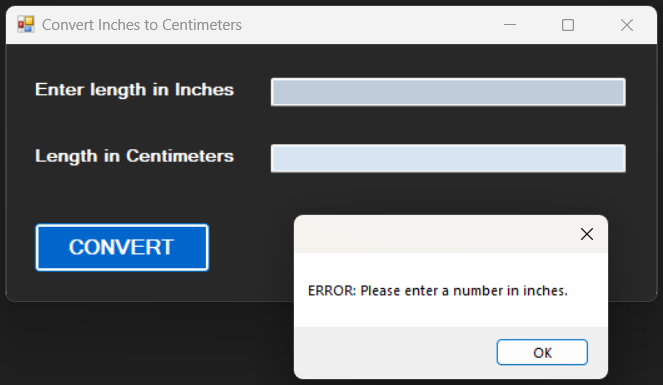 Convert Inches to Centimeters
Enter length in Inches
Length in Centimeters
CONVERT
ERROR: Please enter a number in inches.
OK